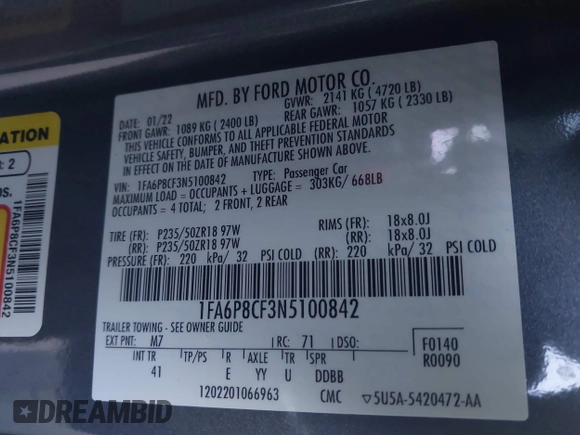 MFD. BY FORD MOTOR CO.
DATE: 01/22 GVWR: 2141 KG ( 4720 LB)
FRONT GAWR: 1089 KG ( 2400 LB) REAR GAWR: 1057 KG ( 2330 LB)
THIS VEHICLE CONFORMS TO ALL APPLICABLE FEDERAL MOTOR
VEHICLE SAFETY, BUMPER, AND THEFT PREVENTION STANDARDS
IN EFFECT ON THE DATE OF MANUFACTURE SHOWN ABOVE.
VIN: 1FA6P8CF3N5100842 TYPE: Passenger Car
MAXIMUM LOAD = OCCUPANTS + LUGGAGE = 303KG/ 668LB
OCCUPANTS = 4 TOTAL; 2 FRONT, 2 REAR
TIRE (FR): P235/50ZR18 97W RIMS (FR): 18x8.0J
(RR): P235/50ZR18 97W (RR): 18x8.0J
PRESSURE (FR): 220 kPa/ 32 PSI COLD (RR): 220 kPa/ 32 PSI COLD
1FA6P8CF3N5100842
TRAILER TOWING - SEE OWNER GUIDE
EXT PNT: M7 RC: 71 DSO: F0140
R0090
INT TR TP/PS R AXLE TR SPR
41 E YY U DDBB
1202201066963 CMC 5U5A-5420472-AA
ATION
: 2
1FA6P8CF3N5100842
DREAMBID